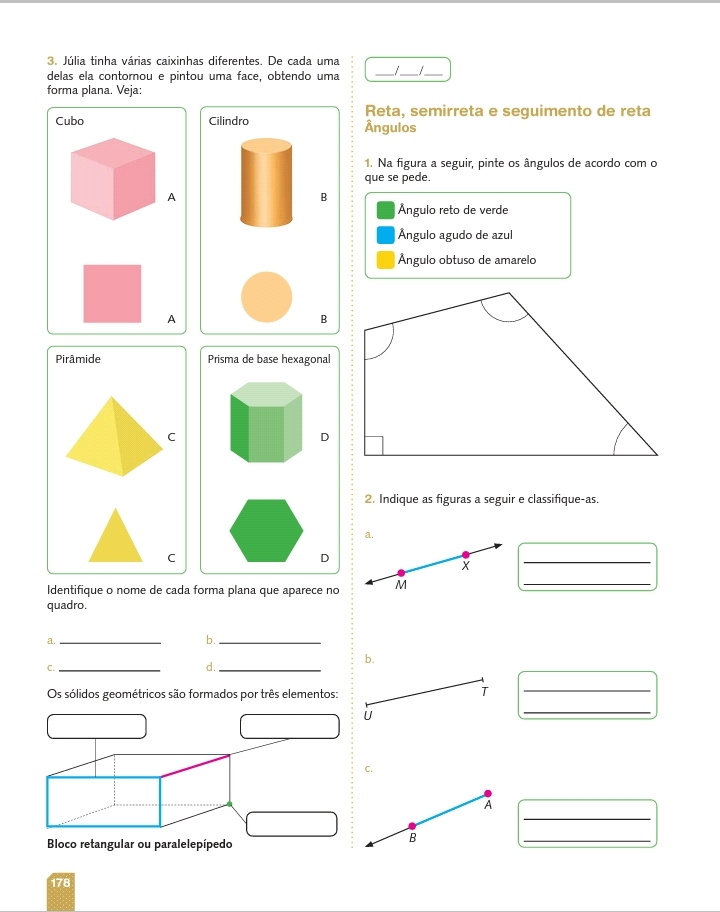 3. Júlia tinha várias caixinhas diferentes. De cada uma
delas ela contornou e pintou uma face, obtendo uma
forma plana. Veja:
Cubo
A
A
Cilindro
B
B
Pirâmide
C
C
Prisma de base hexagonal
D
D
Identifique o nome de cada forma plana que aparece no
quadro.
a. ____________ b. ____________
c. ____________ d. ____________
Os sólidos geométricos são formados por três elementos:
Bloco retangular ou paralelepípedo
178
___/___/___
Reta, semirreta e seguimento de reta
Ângulos
1. Na figura a seguir, pinte os ângulos de acordo com o
que se pede.
Ângulo reto de verde
Ângulo agudo de azul
Ângulo obtuso de amarelo
2. Indique as figuras a seguir e classifique-as.
a.
X
M
b.
T
U
c.
A
B